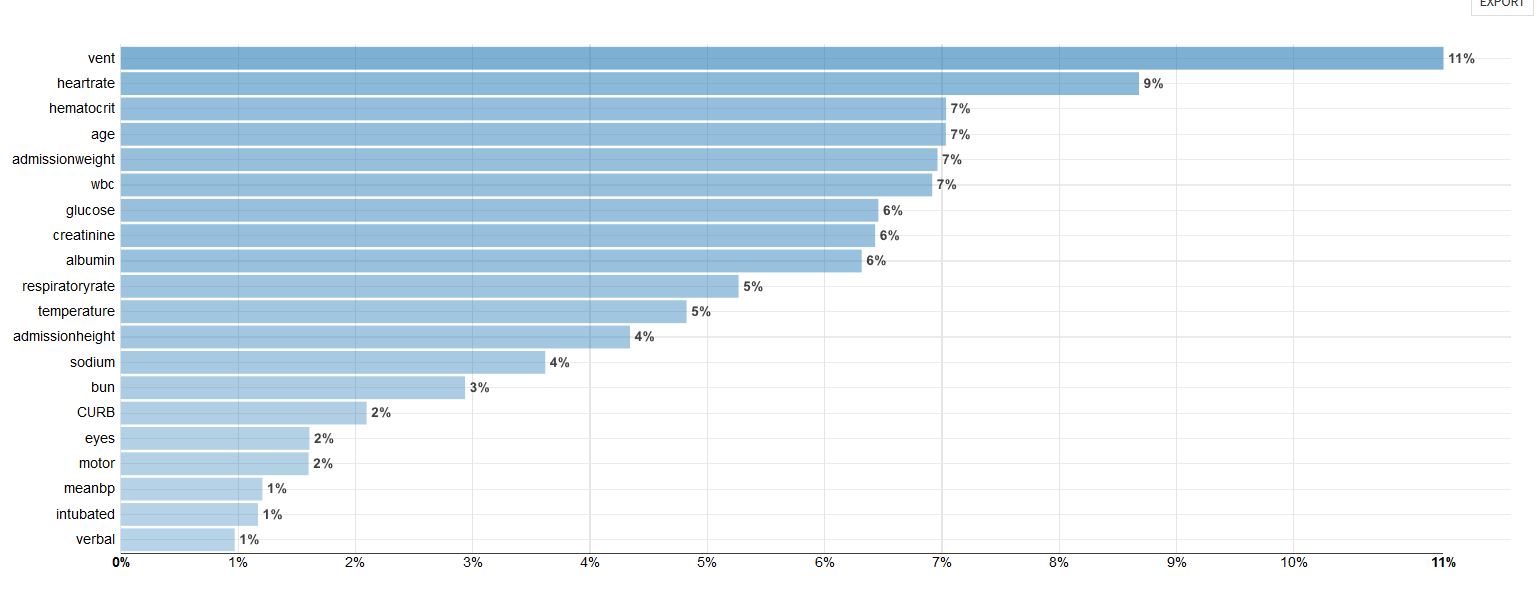 EXPORT
vent 11%
heartrate 9%
hematocrit 7%
age 7%
admissionweight 7%
wbc 7%
glucose 6%
creatinine 6%
albumin 6%
respiratoryrate 5%
temperature 5%
admissionheight 4%
sodium 4%
bun 3%
CURB 2%
eyes 2%
motor 2%
meanbp 1%
intubated 1%
verbal 1%
0% 1% 2% 3% 4% 5% 6% 7% 8% 9% 10% 11%